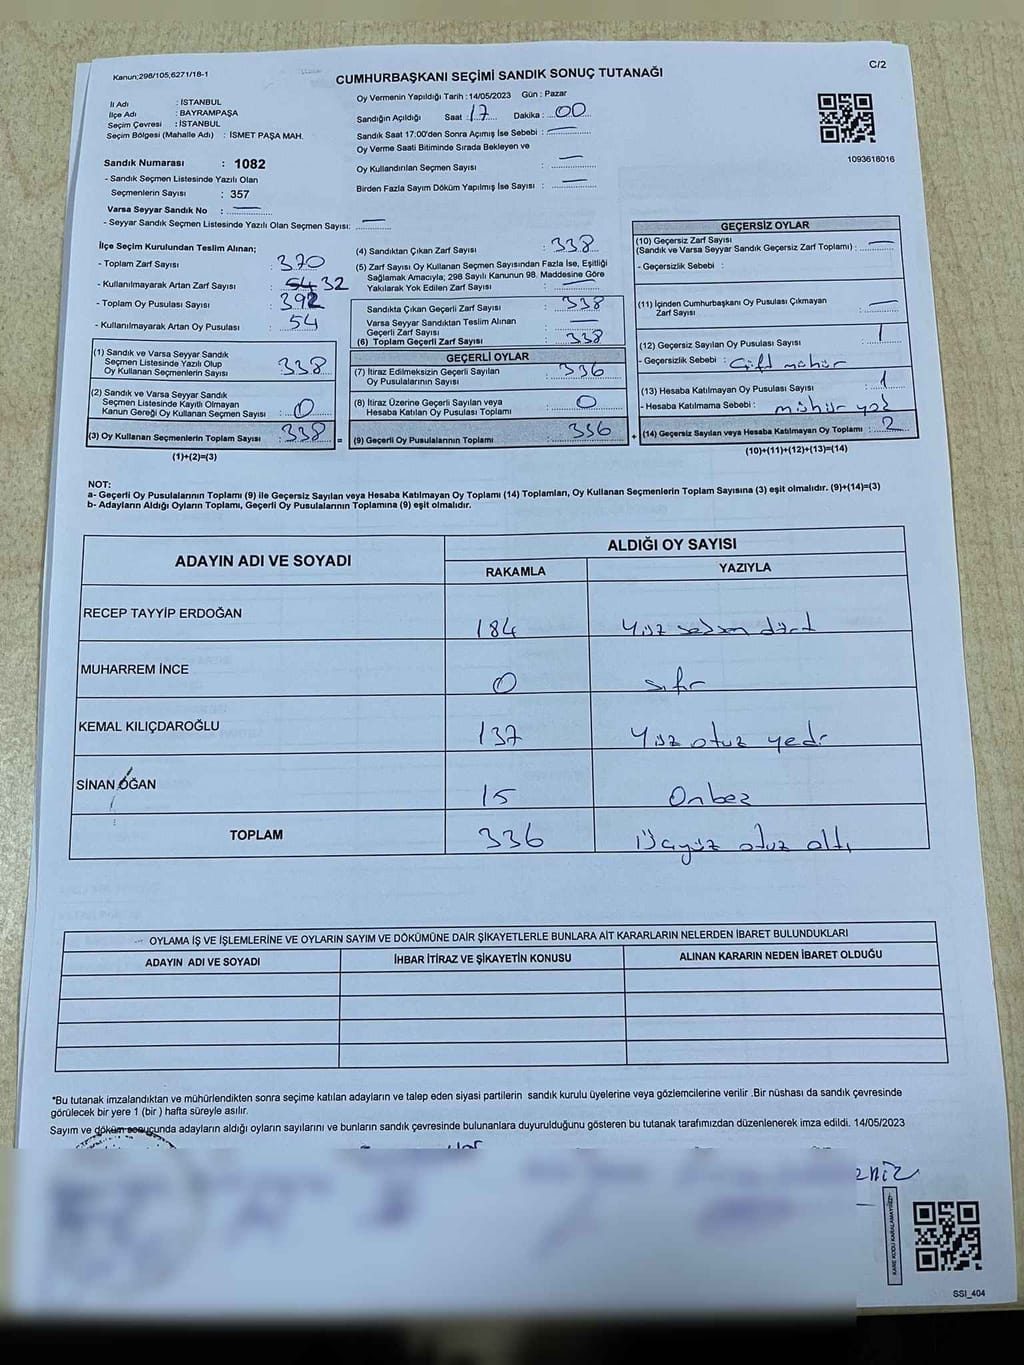 Kanun;298/105,6271/18-1
C/2
CUMHURBAŞKANI SEÇİMİ SANDIK SONUÇ TUTANAĞI
İl Adı : İSTANBUL
İlçe Adı : BAYRAMPAŞA
Seçim Çevresi : İSTANBUL
Seçim Bölgesi (Mahalle Adı) : İSMET PAŞA MAH.
Oy Vermenin Yapıldığı Tarih :14/05/2023 Gün : Pazar
Sandığın Açıldığı Saat :17 Dakika :00
Sandık Saat 17:00'den Sonra Açımış İse Sebebi : —
Oy Verme Saati Bitiminde Sırada Bekleyen ve
Oy Kullandırılan Seçmen Sayısı : —
Birden Fazla Sayım Döküm Yapılmış İse Sayısı : —
1093618016
Sandık Numarası : 1082
- Sandık Seçmen Listesinde Yazılı Olan
Seçmenlerin Sayısı : 357
Varsa Seyyar Sandık No : —
- Seyyar Sandık Seçmen Listesinde Yazılı Olan Seçmen Sayısı: —
İlçe Seçim Kurulundan Teslim Alınan;
- Toplam Zarf Sayısı : 370
- Kullanılmayarak Artan Zarf Sayısı : 54 32
- Toplam Oy Pusulası Sayısı : 392
- Kullanılmayarak Artan Oy Pusulası : 54
(1) Sandık ve Varsa Seyyar Sandık
Seçmen Listesinde Yazılı Olup
Oy Kullanan Seçmenlerin Sayısı : 338
(2) Sandık ve Varsa Seyyar Sandık
Seçmen Listesinde Kayıtlı Olmayan
Kanun Gereği Oy Kullanan Seçmen Sayısı : 0
(3) Oy Kullanan Seçmenlerin Toplam Sayısı : 338 =
(1)+(2)=(3)
(4) Sandıktan Çıkan Zarf Sayısı : 338
(5) Zarf Sayısı Oy Kullanan Seçmen Sayısından Fazla İse, Eşitliği
Sağlamak Amacıyla; 298 Sayılı Kanunun 98. Maddesine Göre
Yakılarak Yok Edilen Zarf Sayısı : —
Sandıkta Çıkan Geçerli Zarf Sayısı : 338
Varsa Seyyar Sandıktan Teslim Alınan
Geçerli Zarf Sayısı : —
(6) Toplam Geçerli Zarf Sayısı : 338
GEÇERLİ OYLAR
(7) İtiraz Edilmeksizin Geçerli Sayılan
Oy Pusulalarının Sayısı : 336
(8) İtiraz Üzerine Geçerli Sayılan veya
Hesaba Katılan Oy Pusulası Toplamı : 0
(9) Geçerli Oy Pusulalarının Toplamı : 336 +
GEÇERSİZ OYLAR
(10) Geçersiz Zarf Sayısı
(Sandık ve Varsa Seyyar Sandık Geçersiz Zarf Toplamı) : —
- Geçersizlik Sebebi :
(11) İçinden Cumhurbaşkanı Oy Pusulası Çıkmayan
Zarf Sayısı : —
(12) Geçersiz Sayılan Oy Pusulası Sayısı : 1
- Geçersizlik Sebebi : Çift mühür
(13) Hesaba Katılmayan Oy Pusulası Sayısı : 1
- Hesaba Katılmama Sebebi : mühür yok
(14) Geçersiz Sayılan veya Hesaba Katılmayan Oy Toplamı : 2
(10)+(11)+(12)+(13)=(14)
NOT:
a- Geçerli Oy Pusulalarının Toplamı (9) ile Geçersiz Sayılan veya Hesaba Katılmayan Oy Toplamı (14) Toplamları, Oy Kullanan Seçmenlerin Toplam Sayısına (3) eşit olmalıdır. (9)+(14)=(3)
b- Adayların Aldığı Oyların Toplamı, Geçerli Oy Pusulalarının Toplamına (9) eşit olmalıdır.
ADAYIN ADI VE SOYADI
ALDIĞI OY SAYISI
RAKAMLA YAZIYLA
RECEP TAYYİP ERDOĞAN 184 Yüz seksen dört
MUHARREM İNCE 0 sıfır
KEMAL KILIÇDAROĞLU 137 Yüz otuz yedi
SİNAN OĞAN 15 Onbeş
TOPLAM 336 Üçyüz otuz altı
OYLAMA İŞ VE İŞLEMLERİNE VE OYLARIN SAYIM VE DÖKÜMÜNE DAİR ŞİKAYETLERLE BUNLARA AİT KARARLARIN NELERDEN İBARET BULUNDUKLARI
ADAYIN ADI VE SOYADI İHBAR İTİRAZ VE ŞİKAYETİN KONUSU ALINAN KARARIN NEDEN İBARET OLDUĞU
*Bu tutanak imzalandıktan ve mühürlendikten sonra seçime katılan adayların ve talep eden siyasi partilerin sandık kurulu üyelerine veya gözlemcilerine verilir .Bir nüshası da sandık çevresinde
görülecek bir yere 1 (bir ) hafta süreyle asılır.
Sayım ve döküm sonucunda adayların aldığı oyların sayılarını ve bunların sandık çevresinde bulunanlara duyurulduğunu gösteren bu tutanak tarafımızdan düzenlenerek imza edildi. 14/05/2023
KARE KODU KARALAMAYINIZ!
SSI_404